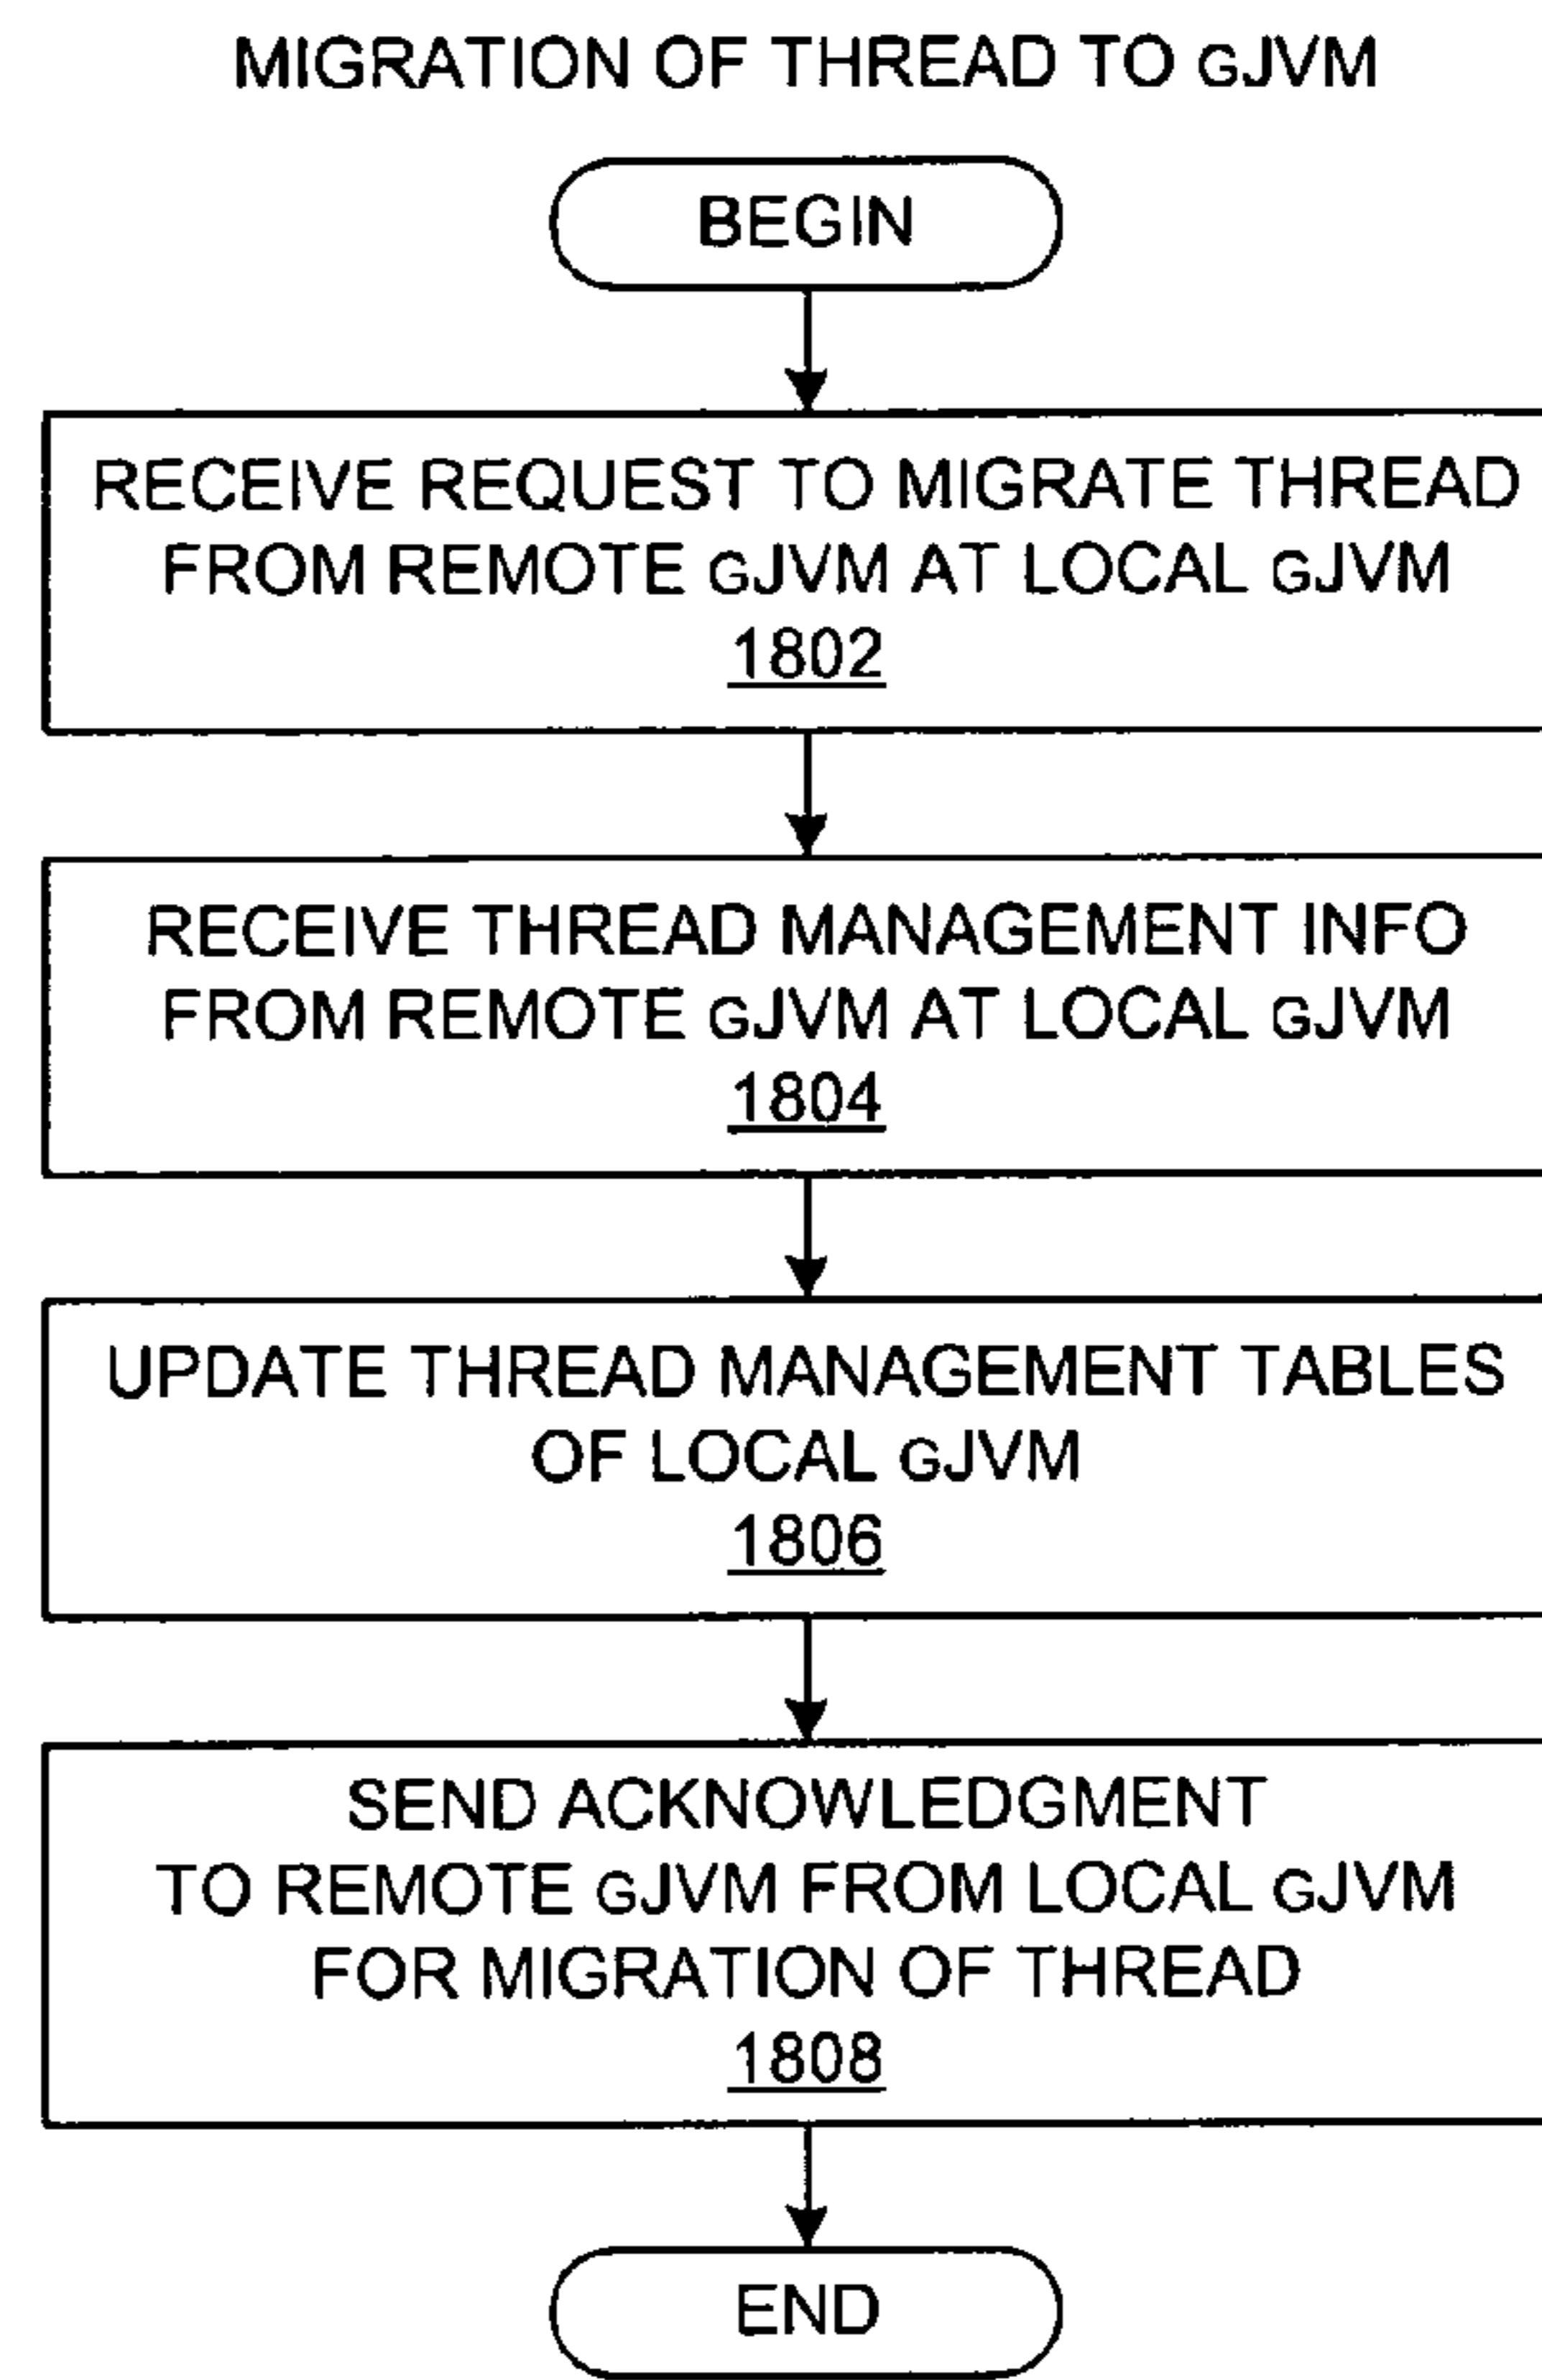 MIGRATION OF THREAD TO GJVM
BEGIN
RECEIVE REQUEST TO MIGRATE THREAD
FROM REMOTE GJVM AT LOCAL GJVM
1802
RECEIVE THREAD MANAGEMENT INFO
FROM REMOTE GJVM AT LOCAL GJVM
1804
UPDATE THREAD MANAGEMENT TABLES
OF LOCAL GJVM
1806
SEND ACKNOWLEDGMENT
TO REMOTE GJVM FROM LOCAL GJVM
FOR MIGRATION OF THREAD
1808
END